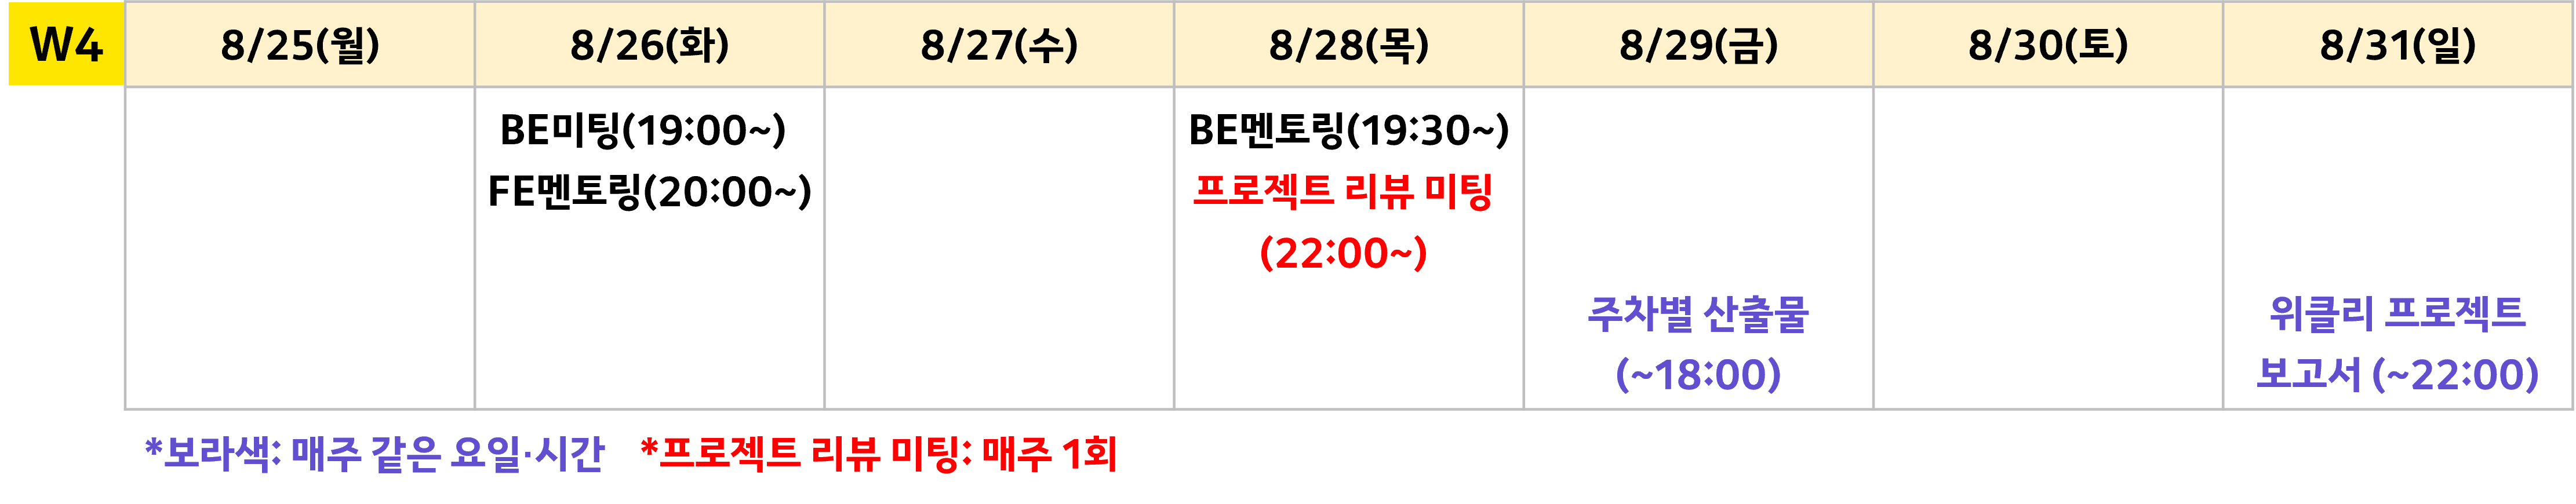 W4
8/25(월)
8/26(화)
8/27(수)
8/28(목)
8/29(금)
8/30(토)
8/31(일)
BE미팅(19:00~)
FE멘토링(20:00~)
BE멘토링(19:30~)
프로젝트 리뷰 미팅
(22:00~)
주차별 산출물
(~18:00)
위클리 프로젝트
보고서 (~22:00)
*보라색: 매주 같은 요일·시간
*프로젝트 리뷰 미팅: 매주 1회